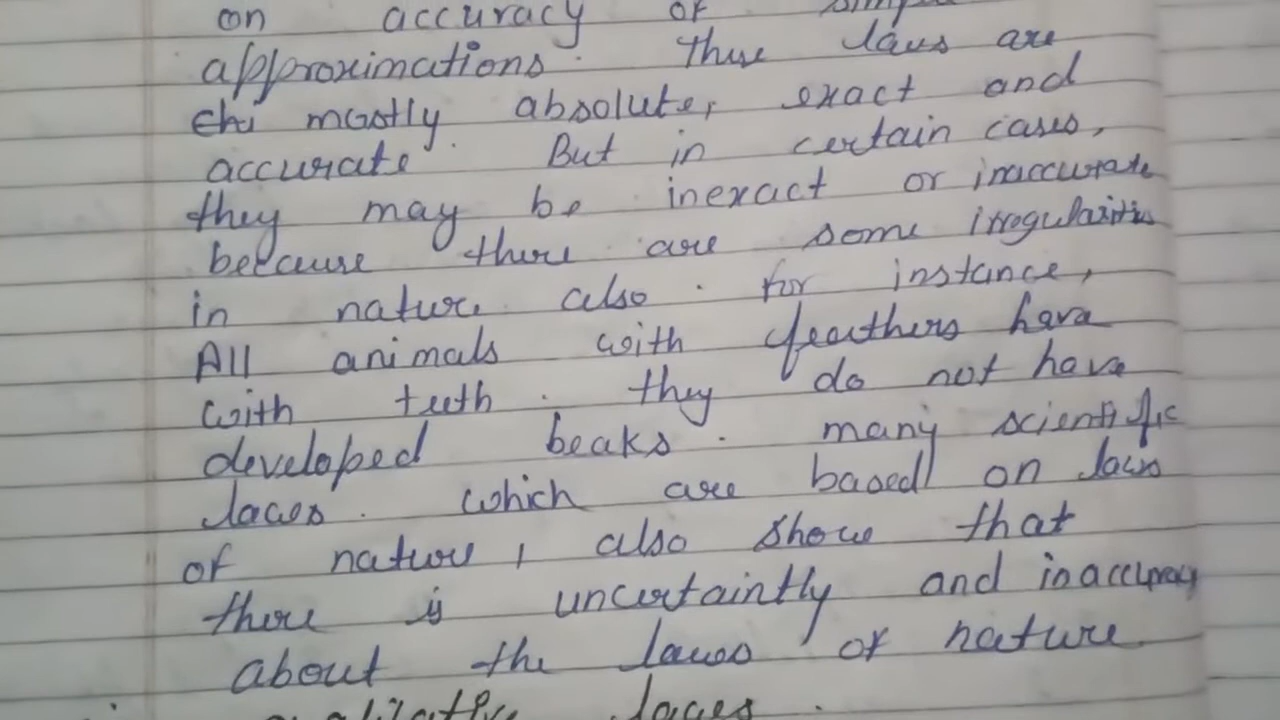 on accuracy of
approximations. These laws are
mostly absolute, exact and
accurate. But in certain cases,
they may be inexact or inaccurate
because there are some irregularities
in nature also. for instance,
All animals with feathers have
with teeth. they do not have
developed beaks. many scientific
laws. which are based on laws
of nature, also show that
there is uncertaintly and inaccuracy
about the laws of nature.
laws.